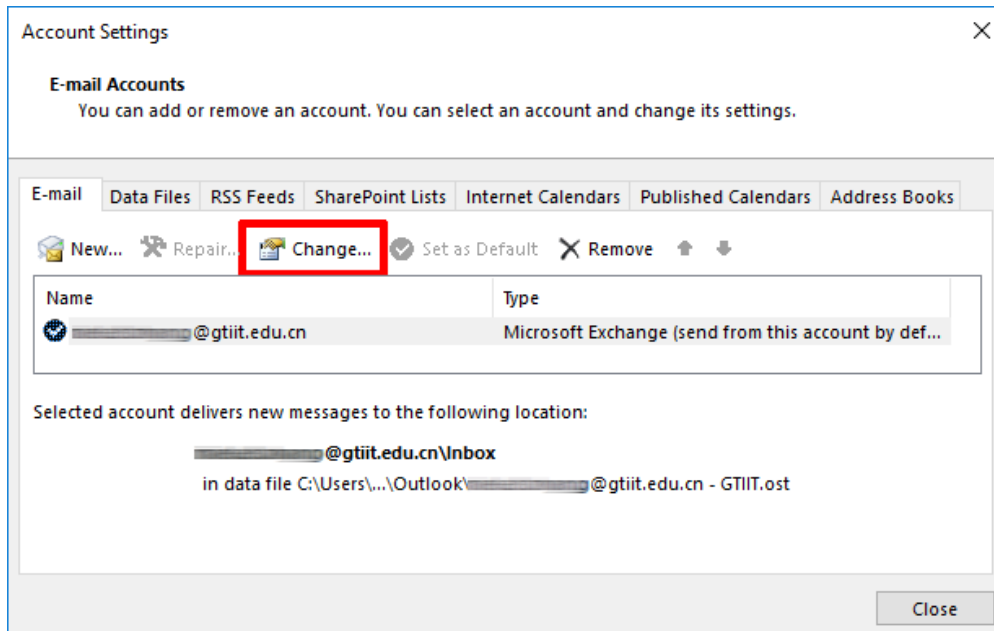 Account Settings
E-mail Accounts
You can add or remove an account. You can select an account and change its settings.
E-mail Data Files RSS Feeds SharePoint Lists Internet Calendars Published Calendars Address Books
New... Repair... Change... Set as Default Remove
Name Type
@gtiit.edu.cn Microsoft Exchange (send from this account by def...
Selected account delivers new messages to the following location:
@gtiit.edu.cn\Inbox
in data file C:\Users\...\Outlook\ @gtiit.edu.cn - GTIIT.ost
Close